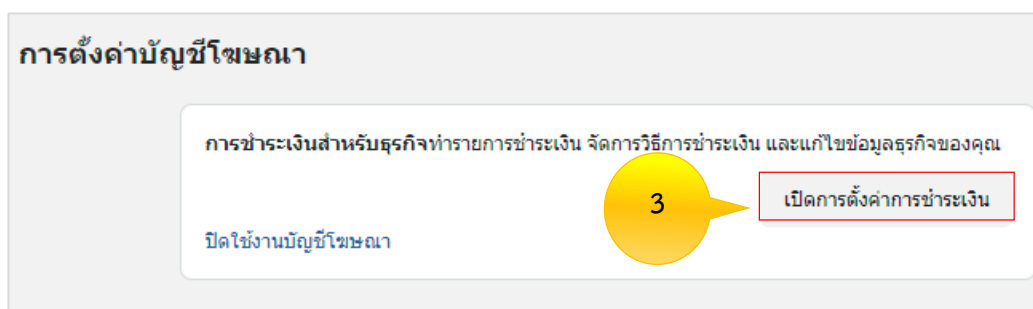 การตั้งค่าบัญชีโฆษณา
การชำระเงินสำหรับธุรกิจทำรายการชำระเงิน จัดการวิธีการชำระเงิน และแก้ไขข้อมูลธุรกิจของคุณ
3
เปิดการตั้งค่าการชำระเงิน
ปิดใช้งานบัญชีโฆษณา